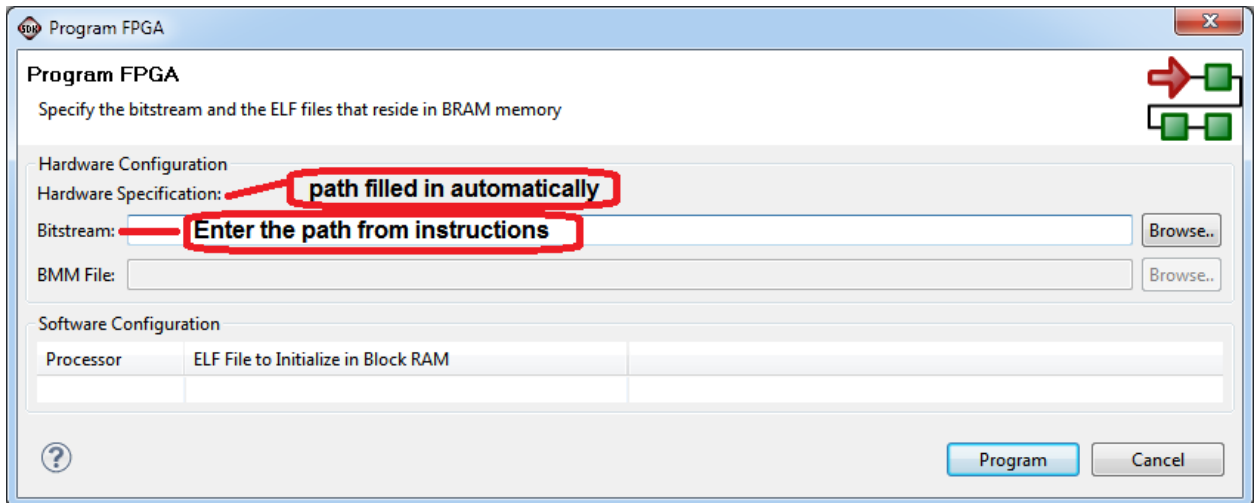 SDK Program FPGA
Program FPGA
Specify the bitstream and the ELF files that reside in BRAM memory
Hardware Configuration
Hardware Specification: path filled in automatically
Bitstream: Enter the path from instructions Browse..
BMM File: Browse..
Software Configuration
Processor ELF File to Initialize in Block RAM
? Program Cancel